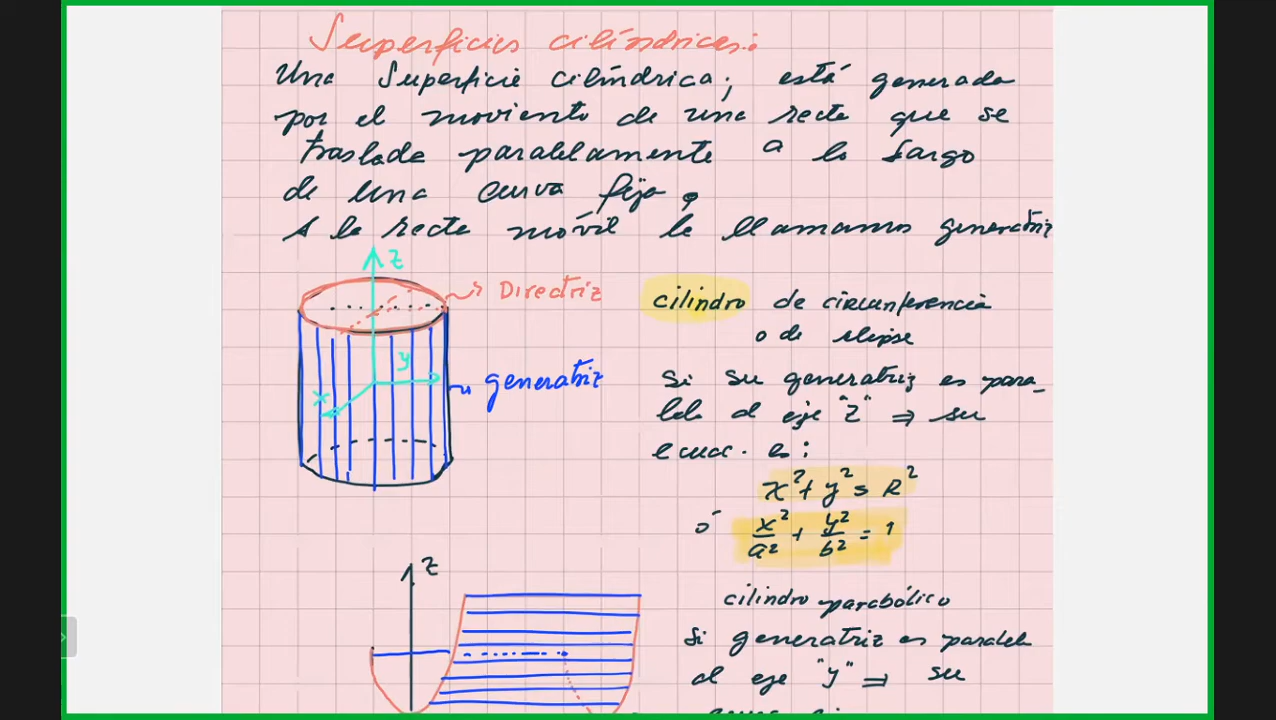 Superficies cilíndricas:
Una Superficie cilíndrica; está generada
por el moviento de una recta que se
traslada paralelamente a lo largo
de una curva fija.
A la recta móvil le llamamos generatriz
Z
Directriz
y
x
generatriz
cilindro de circunferencia
o de elipse
Si su generatriz es para_
lela al eje "Z" ⇒ su
ecuac. es:
x² + y² = R²
ó x²/a² + y²/b² = 1
Z
cilindro parabólico
Si generatriz es paralela
al eje "y" ⇒ su